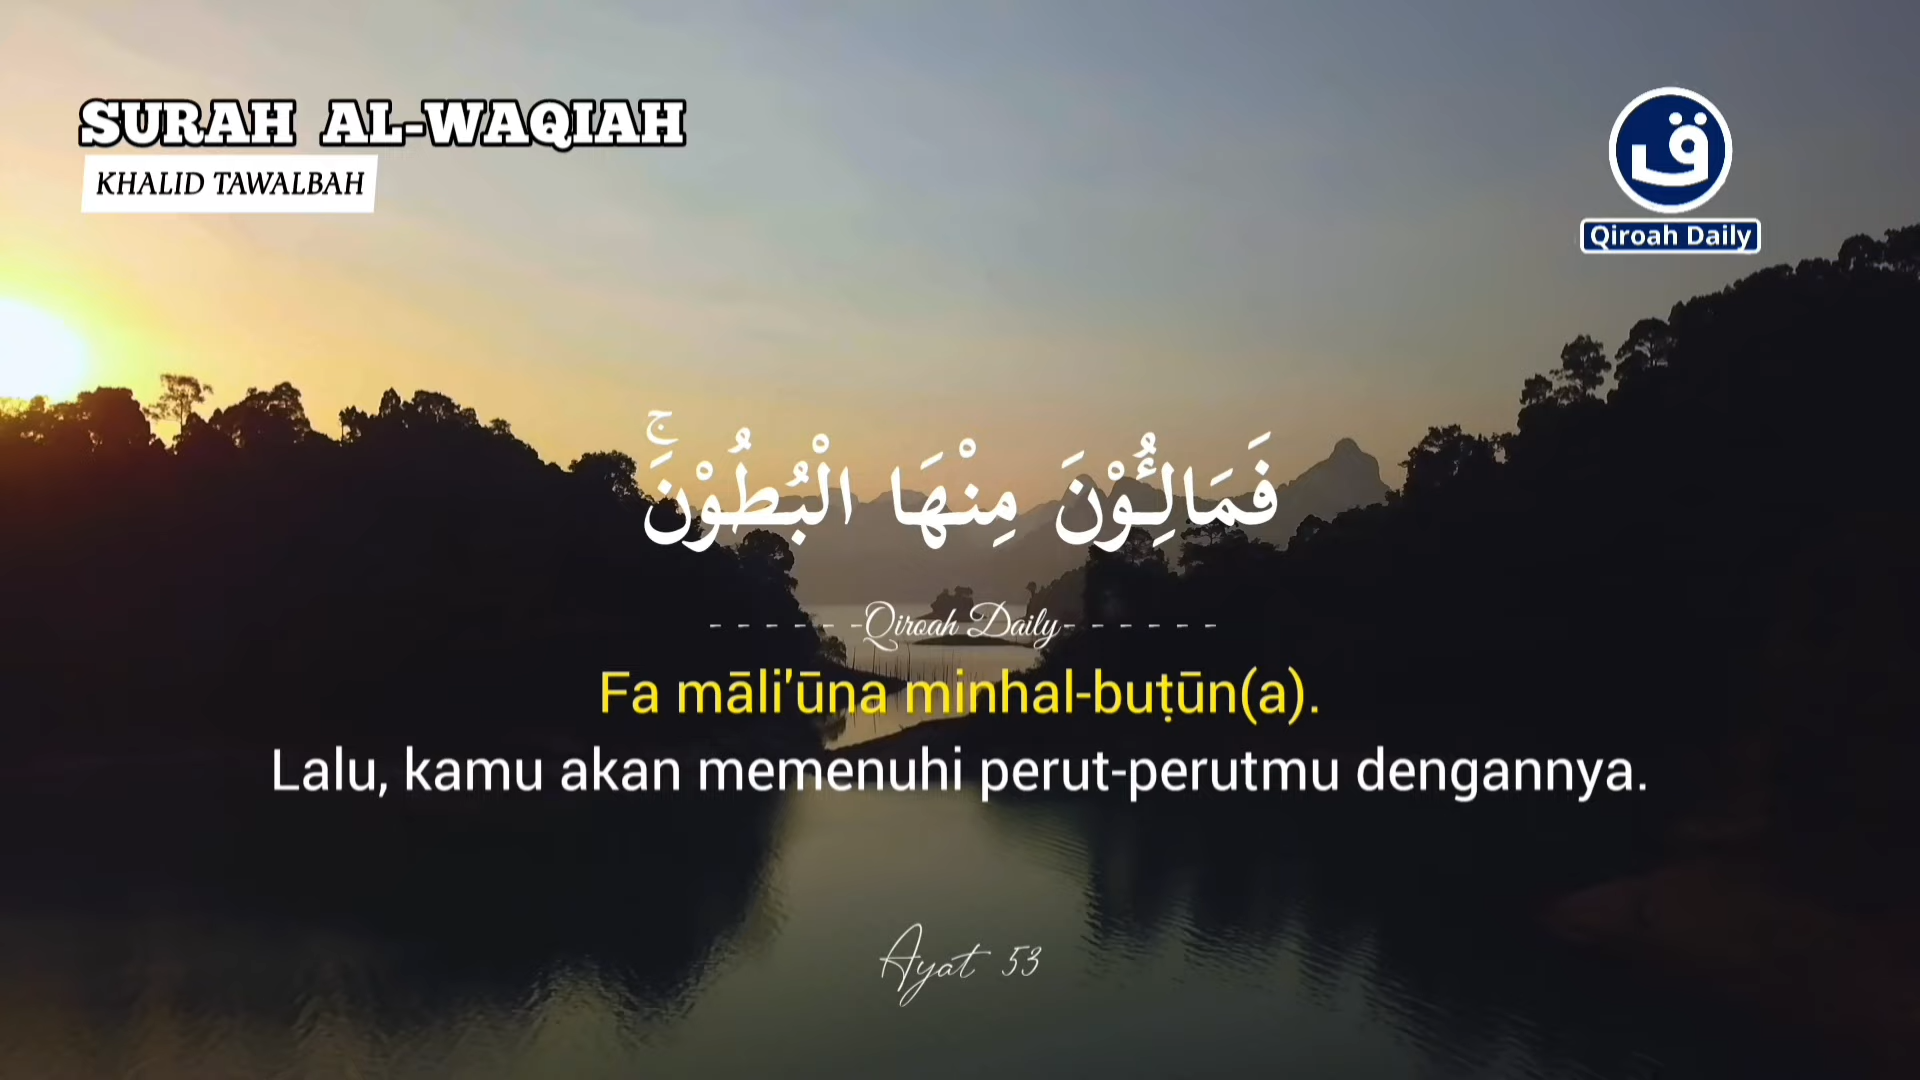 SURAH AL-WAQIAH
KHALID TAWALBAH
ق
Qiroah Daily
فَمَالِـُٔوْنَ مِنْهَا الْبُطُوْنَۚ
------Qiroah Daily------
Fa māli'ūna minhal-buṭūn(a).
Lalu, kamu akan memenuhi perut-perutmu dengannya.
Ayat 53